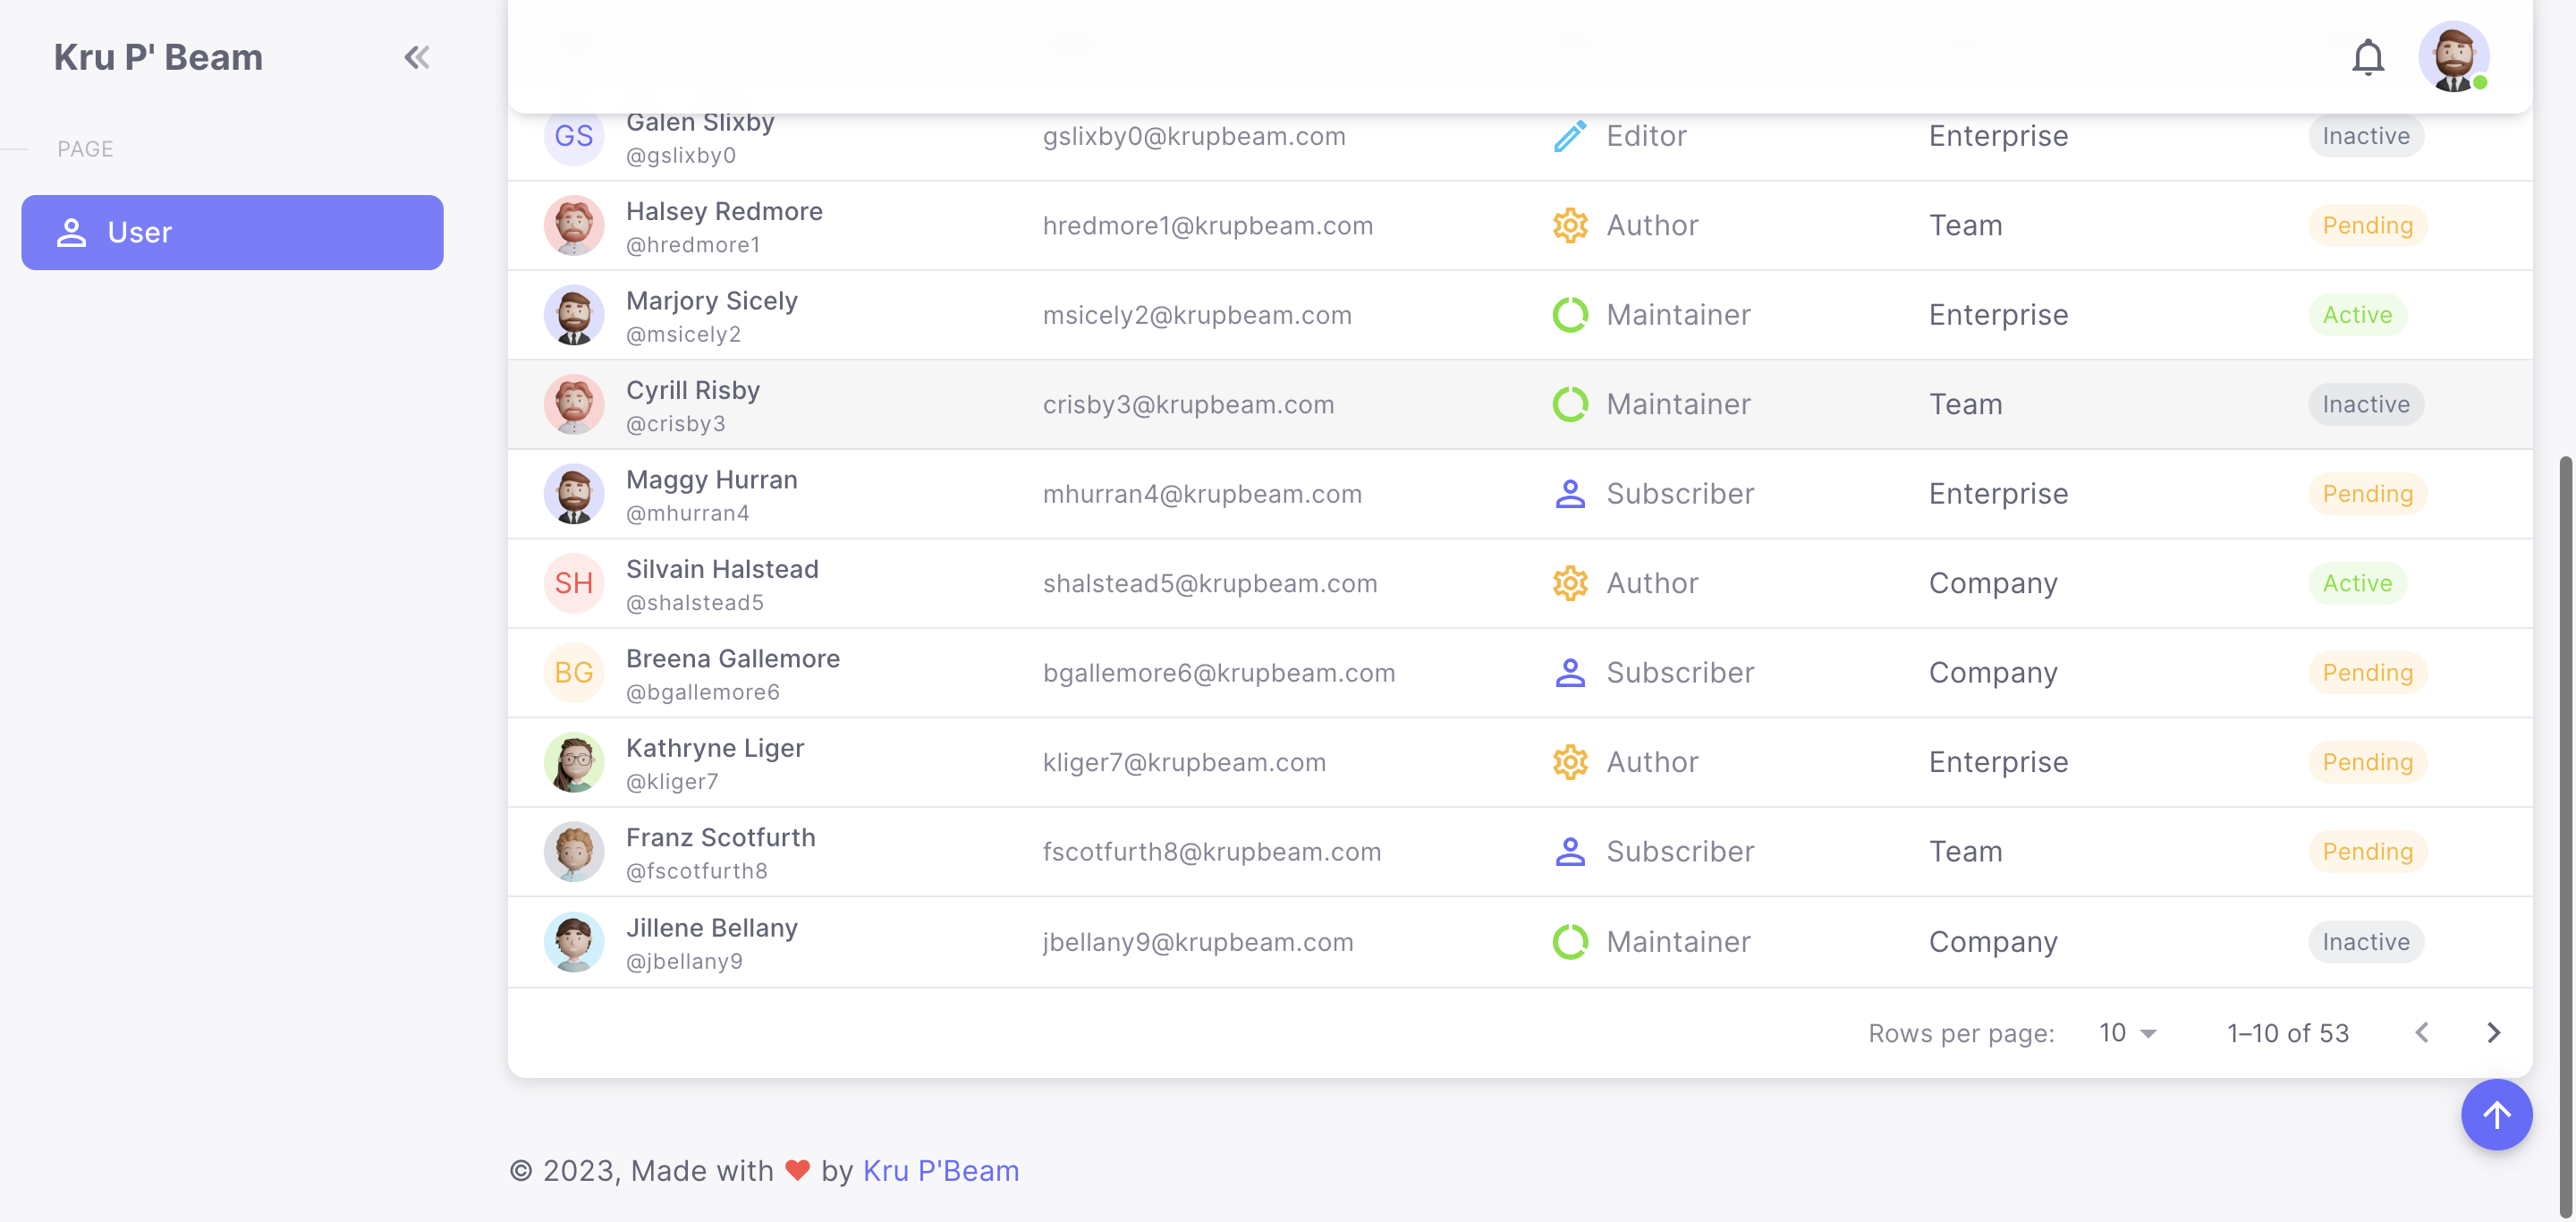 Kru P' Beam
PAGE
User
GS Galen Slixby gslixby0@krupbeam.com Editor Enterprise Inactive
@gslixby0
Halsey Redmore hredmore1@krupbeam.com Author Team Pending
@hredmore1
Marjory Sicely msicely2@krupbeam.com Maintainer Enterprise Active
@msicely2
Cyrill Risby crisby3@krupbeam.com Maintainer Team Inactive
@crisby3
Maggy Hurran mhurran4@krupbeam.com Subscriber Enterprise Pending
@mhurran4
SH Silvain Halstead shalstead5@krupbeam.com Author Company Active
@shalstead5
BG Breena Gallemore bgallemore6@krupbeam.com Subscriber Company Pending
@bgallemore6
Kathryne Liger kliger7@krupbeam.com Author Enterprise Pending
@kliger7
Franz Scotfurth fscotfurth8@krupbeam.com Subscriber Team Pending
@fscotfurth8
Jillene Bellany jbellany9@krupbeam.com Maintainer Company Inactive
@jbellany9
Rows per page: 10 1–10 of 53
© 2023, Made with ❤ by Kru P'Beam